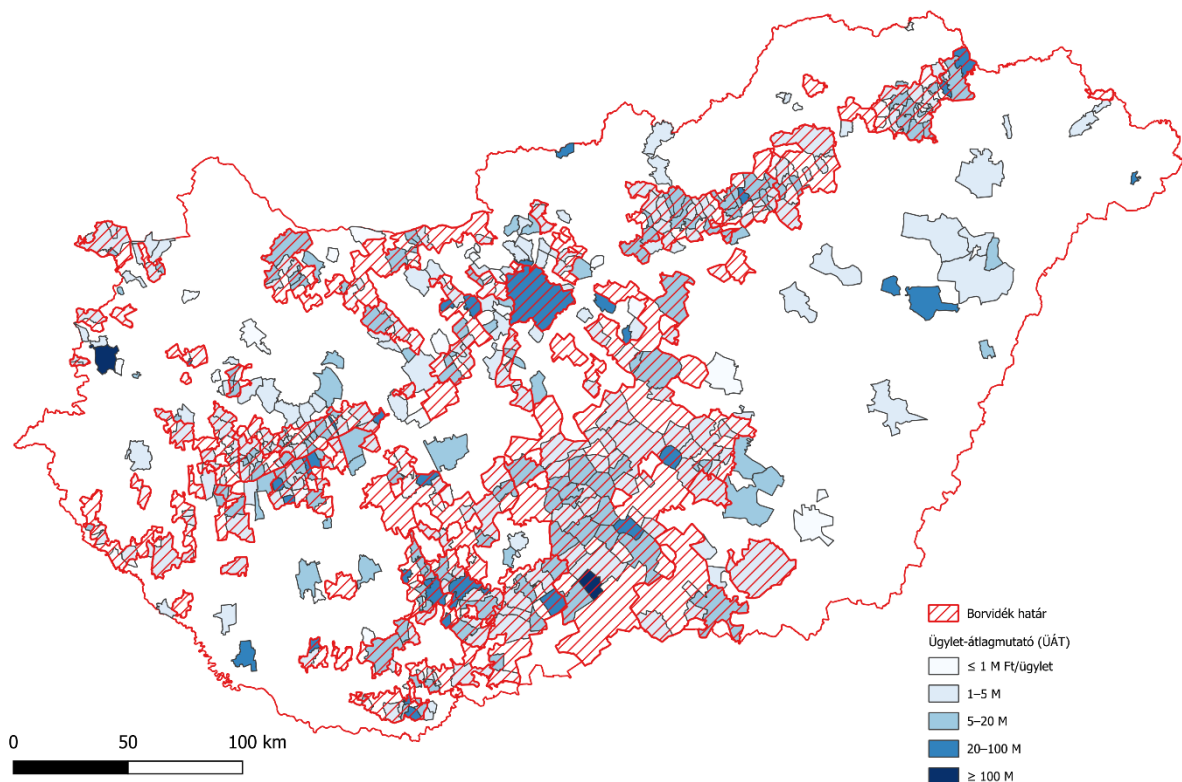 Borvidék határ
Ügylet-átlagmutató (ÜÁT)
≤ 1 M Ft/ügylet
1–5 M
5–20 M
20–100 M
≥ 100 M
0 50 100 km